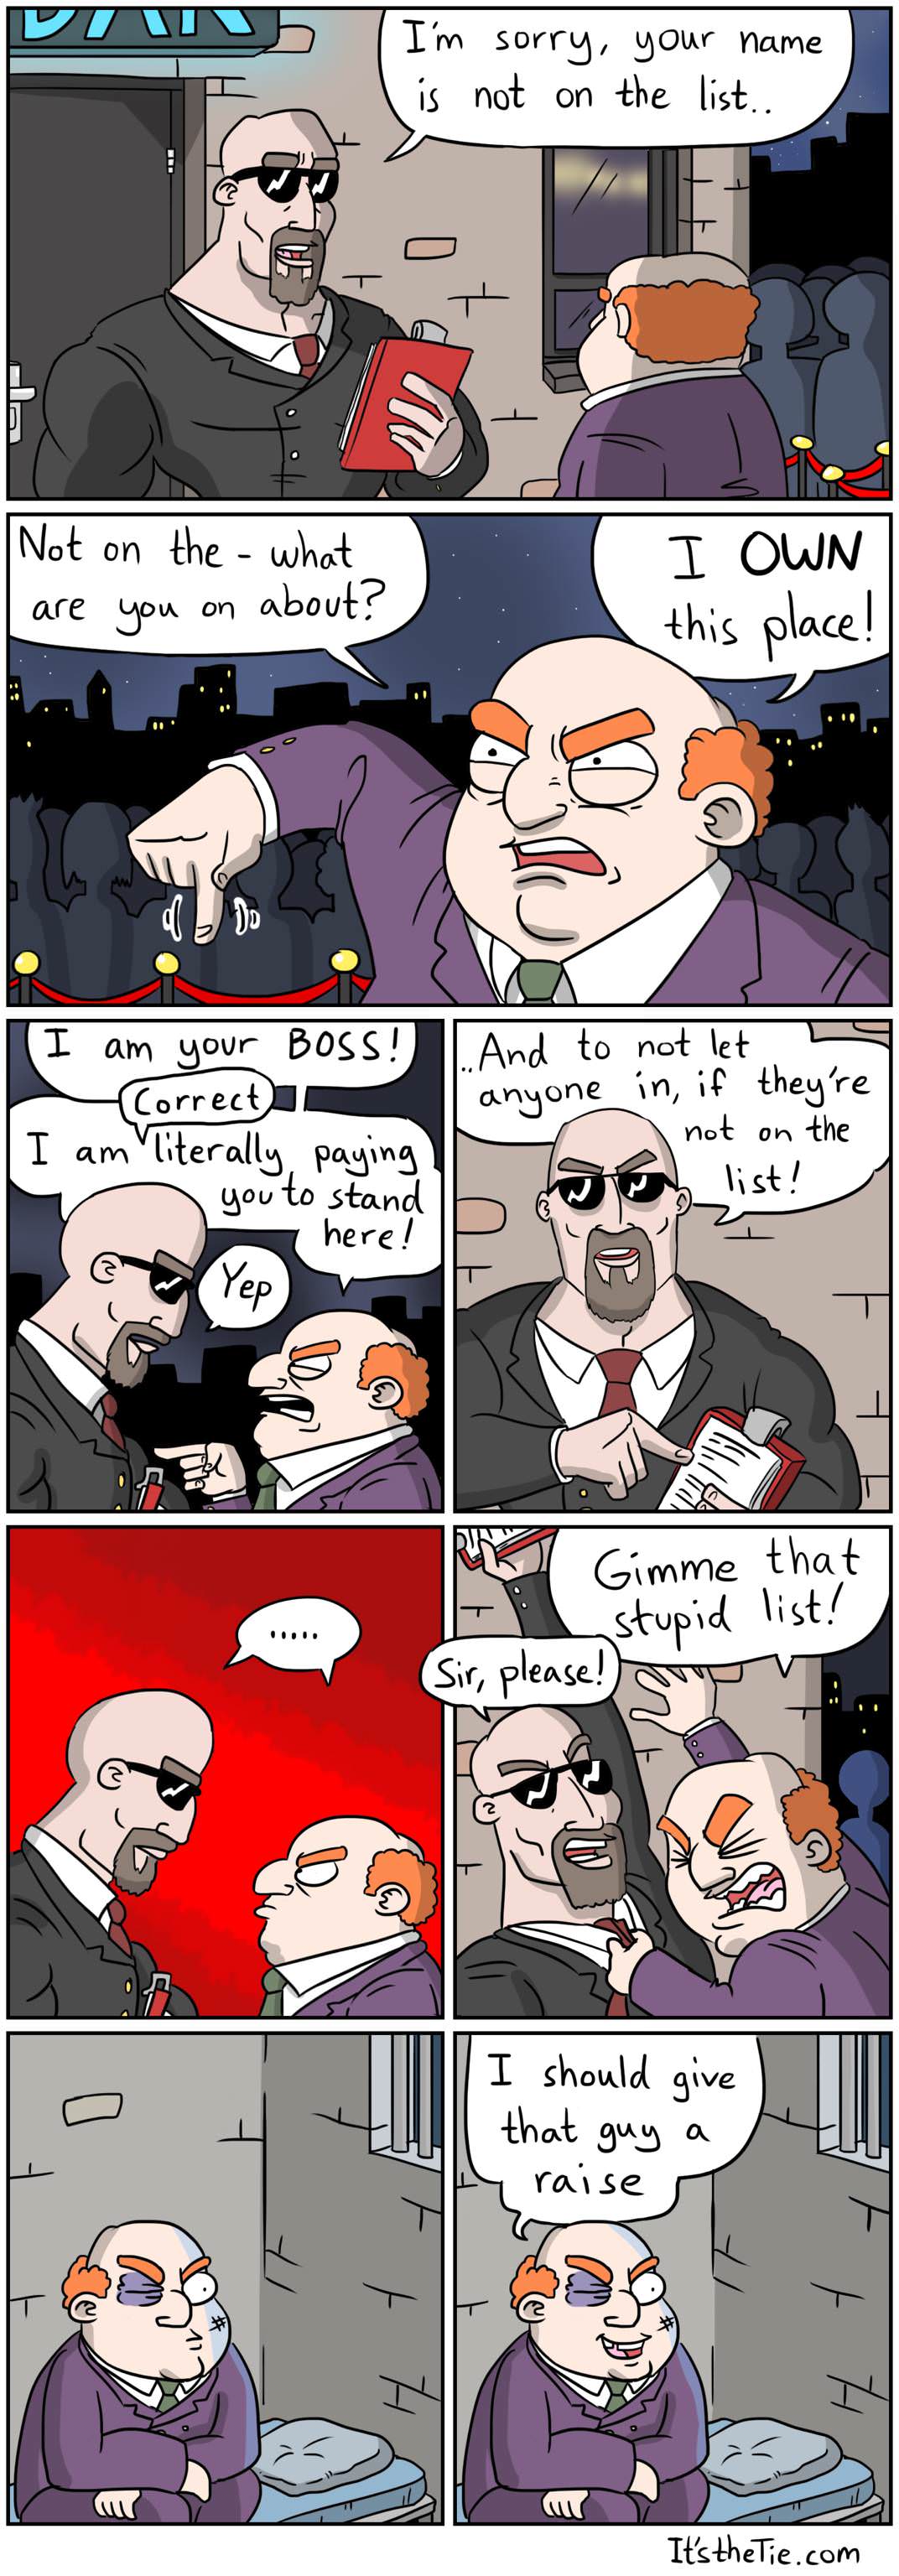 BAR
I'm sorry, your name
is not on the list..
Not on the - what
are you on about?
I OWN
this place!
I am your BOSS!
Correct
I am literally paying
you to stand
here!
Yep
..And to not let
anyone in, if they're
not on the
list!
.....
Gimme that
stupid list!
Sir, please!
I should give
that guy a
raise
It'stheTie.com